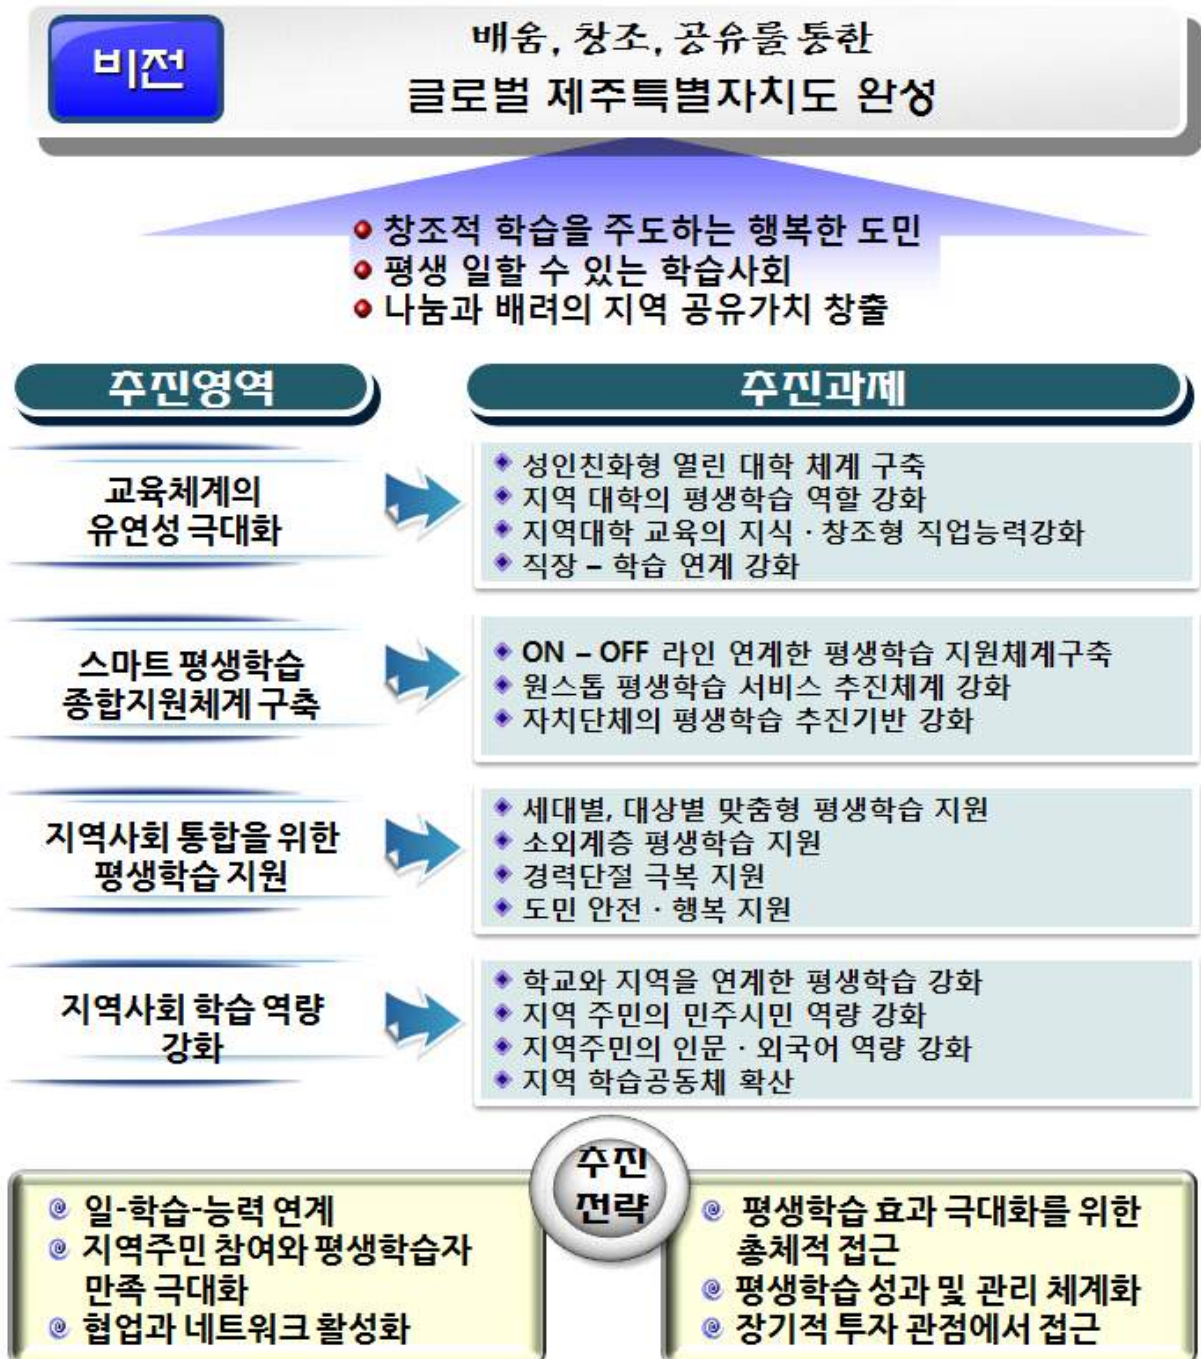 비전
배움, 창조, 공유를 통한
글로벌 제주특별자치도 완성
창조적 학습을 주도하는 행복한 도민
평생 일할 수 있는 학습사회
나눔과 배려의 지역 공유가치 창출
추진영역
추진과제
교육체계의
유연성 극대화
성인친화형 열린 대학 체계 구축
지역 대학의 평생학습 역할 강화
지역대학 교육의 지식 · 창조형 직업능력강화
직장 – 학습 연계 강화
스마트 평생학습
종합지원체계 구축
ON – OFF 라인 연계한 평생학습 지원체계구축
원스톱 평생학습 서비스 추진체계 강화
자치단체의 평생학습 추진기반 강화
지역사회 통합을 위한
평생학습 지원
세대별, 대상별 맞춤형 평생학습 지원
소외계층 평생학습 지원
경력단절 극복 지원
도민 안전 · 행복 지원
지역사회 학습 역량
강화
학교와 지역을 연계한 평생학습 강화
지역 주민의 민주시민 역량 강화
지역주민의 인문 · 외국어 역량 강화
지역 학습공동체 확산
추진
전략
일-학습-능력 연계
지역주민 참여와 평생학습자
만족 극대화
협업과 네트워크 활성화
평생학습 효과 극대화를 위한
총체적 접근
평생학습 성과 및 관리 체계화
장기적 투자 관점에서 접근